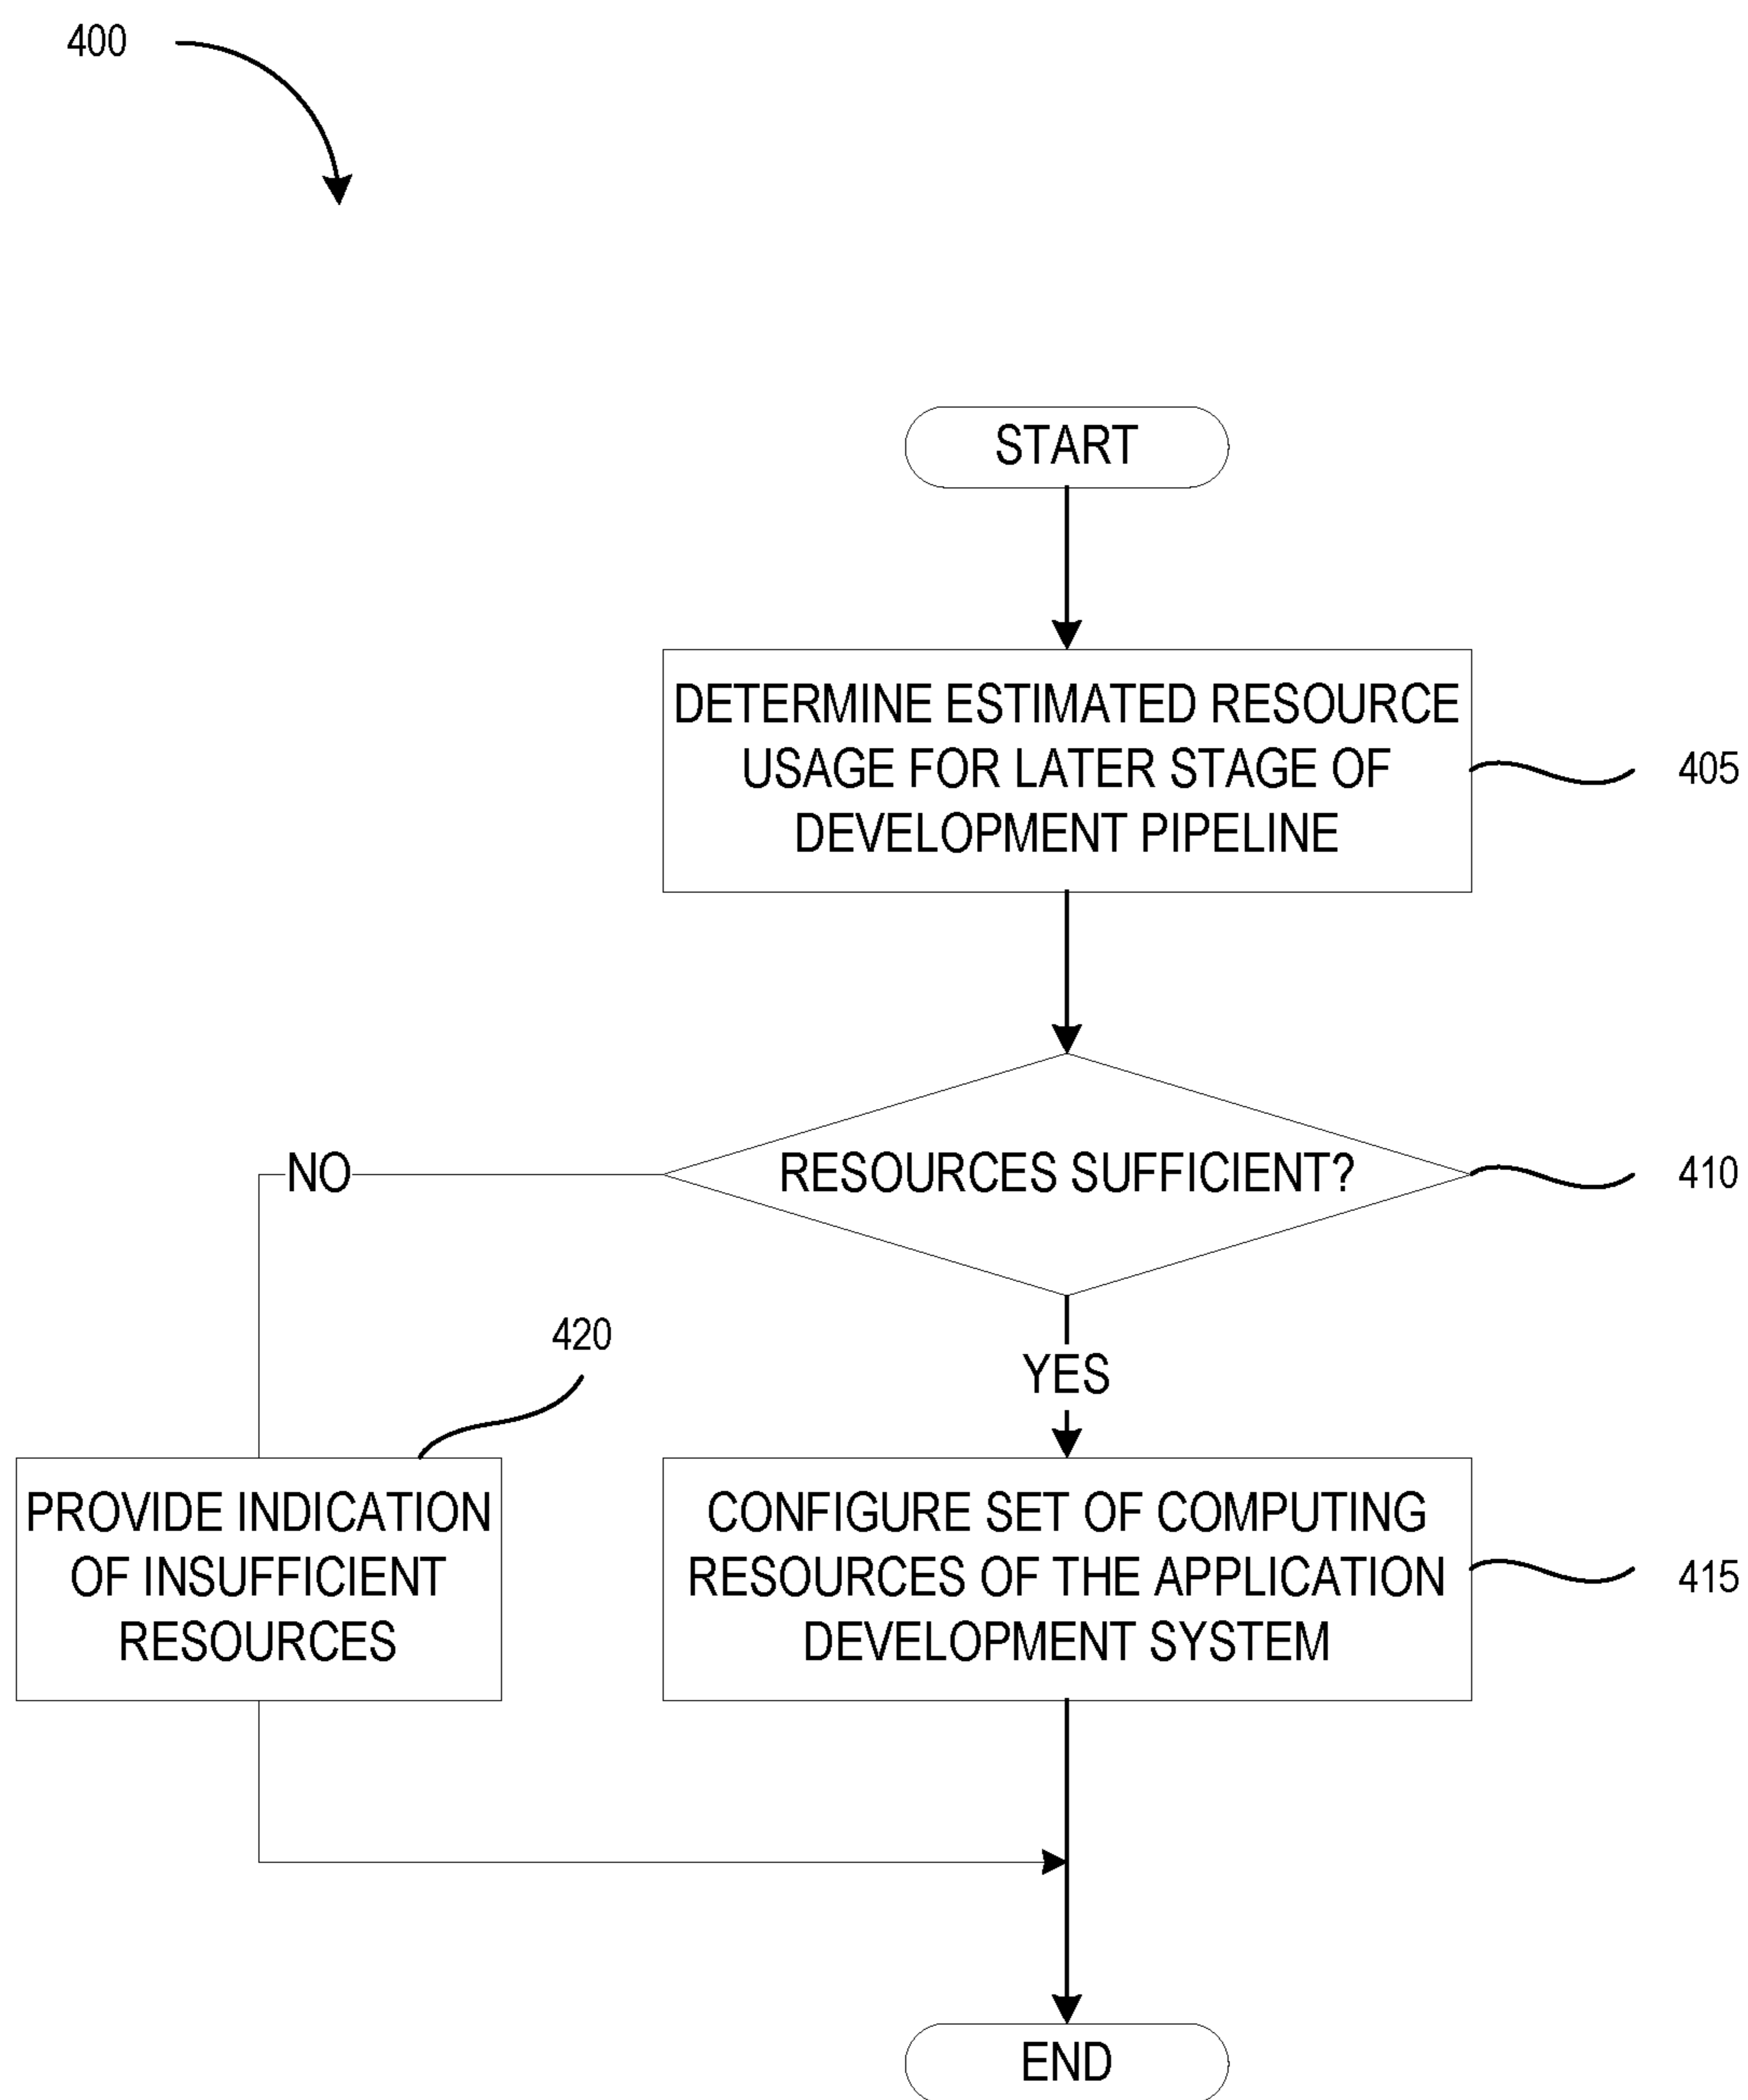 400
START
DETERMINE ESTIMATED RESOURCE
USAGE FOR LATER STAGE OF
DEVELOPMENT PIPELINE
405
RESOURCES SUFFICIENT?
410
NO
YES
420
PROVIDE INDICATION
OF INSUFFICIENT
RESOURCES
CONFIGURE SET OF COMPUTING
RESOURCES OF THE APPLICATION
DEVELOPMENT SYSTEM
415
END